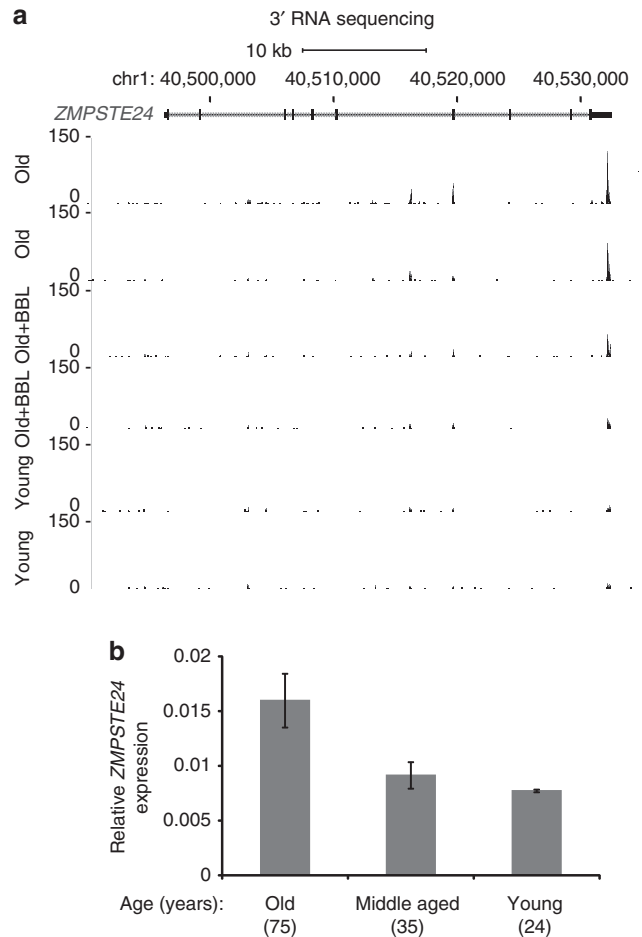 a
3′ RNA sequencing
10 kb
chr1: 40,500,000 40,510,000 40,520,000 40,530,000
ZMPSTE24
150
Old
0
150
Old
0
150
Old+BBL
0
150
Old+BBL
0
150
Young
0
150
Young
0
b
Relative ZMPSTE24
expression
0.02
0.015
0.01
0.005
0
Age (years): Old Middle aged Young
(75) (35) (24)